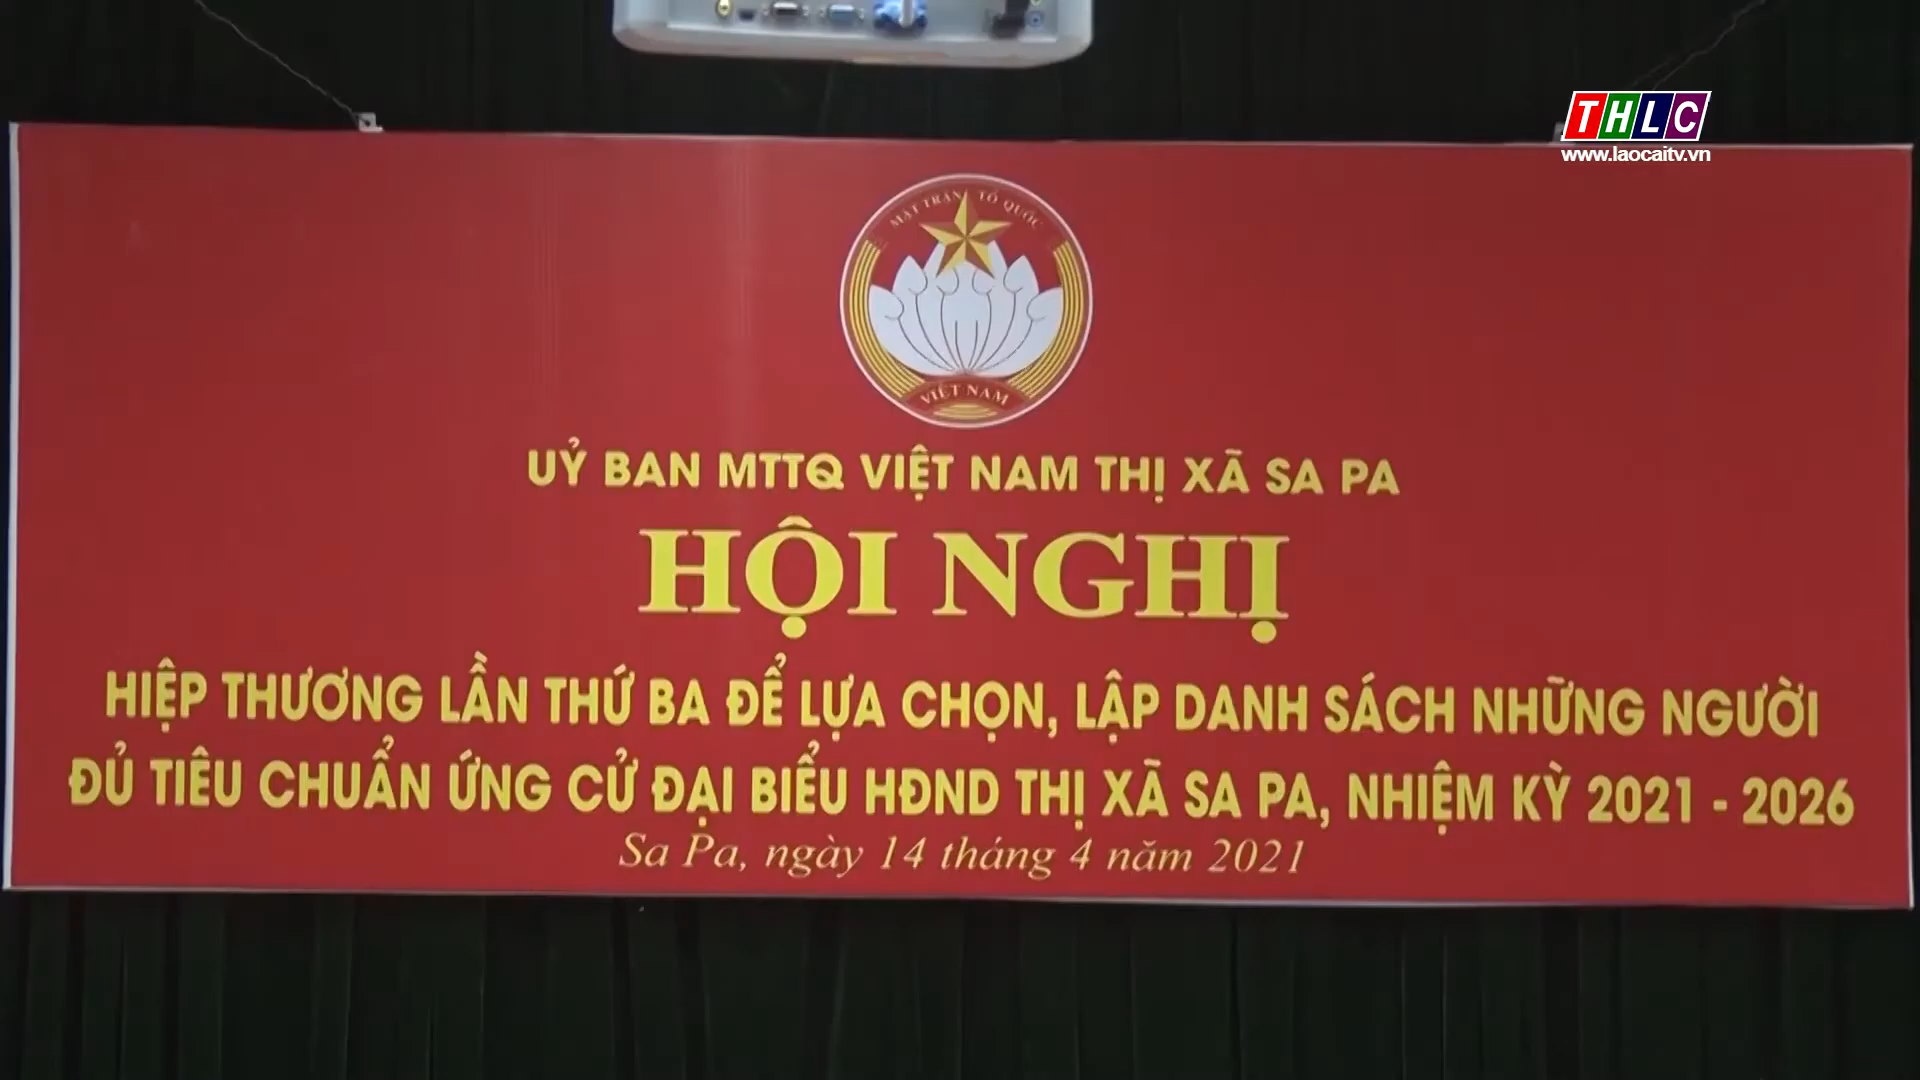 THLC
www.laocaitv.vn
MẶT TRẬN TỔ QUỐC
VIỆT NAM
UỶ BAN MTTQ VIỆT NAM THỊ XÃ SA PA
HỘI NGHỊ
HIỆP THƯƠNG LẦN THỨ BA ĐỂ LỰA CHỌN, LẬP DANH SÁCH NHỮNG NGƯỜI
ĐỦ TIÊU CHUẨN ỨNG CỬ ĐẠI BIỂU HĐND THỊ XÃ SA PA, NHIỆM KỲ 2021 - 2026
Sa Pa, ngày 14 tháng 4 năm 2021